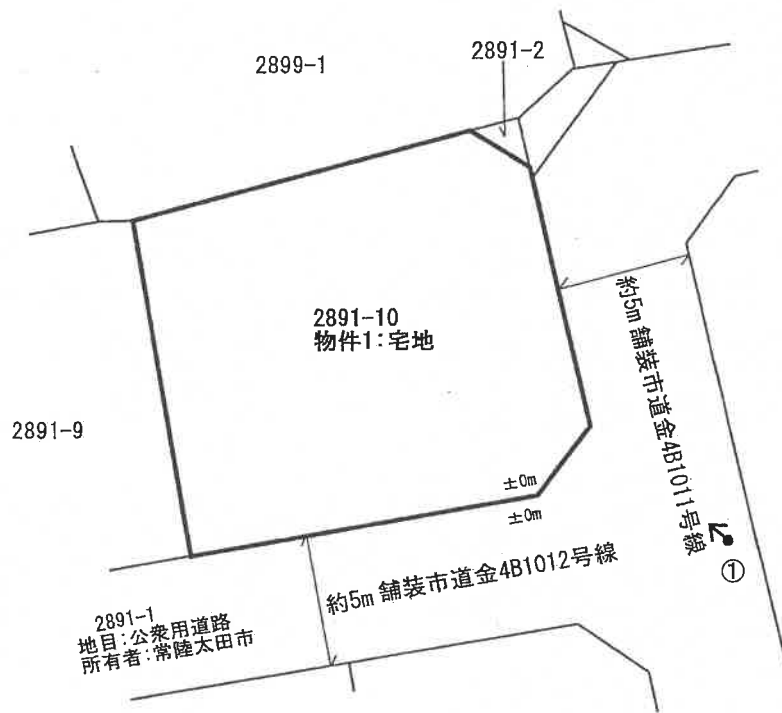 2899-1
2891-2
2891-10
物件1:宅地
約5m 舗装市道金4B1011号線
2891-9
±0m
±0m
①
約5m 舗装市道金4B1012号線
2891-1
地目:公衆用道路
所有者:常陸太田市